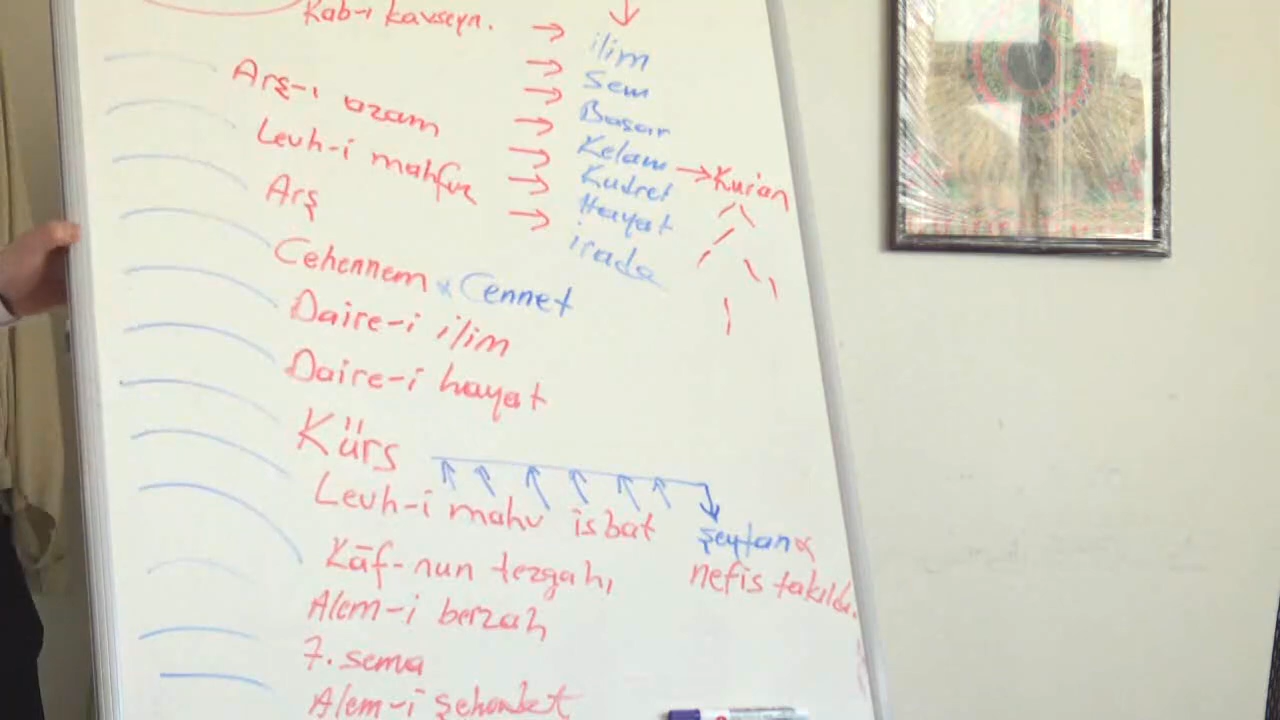 Kab-ı kavseyn.
→ ilim
→ Sem
Arş-ı azam → Basar
→ Kelam → Kuran
Levh-i mahfuz → Kudret
→ Hayat
Arş → irade
Cehennem * Cennet
Daire-i ilim
Daire-i hayat
Kürs
Levh-i mahv isbat şeytan
Kāf-nun tezgahı nefis takıldı.
Alem-i berzah
7. sema
Alem-i şehadet